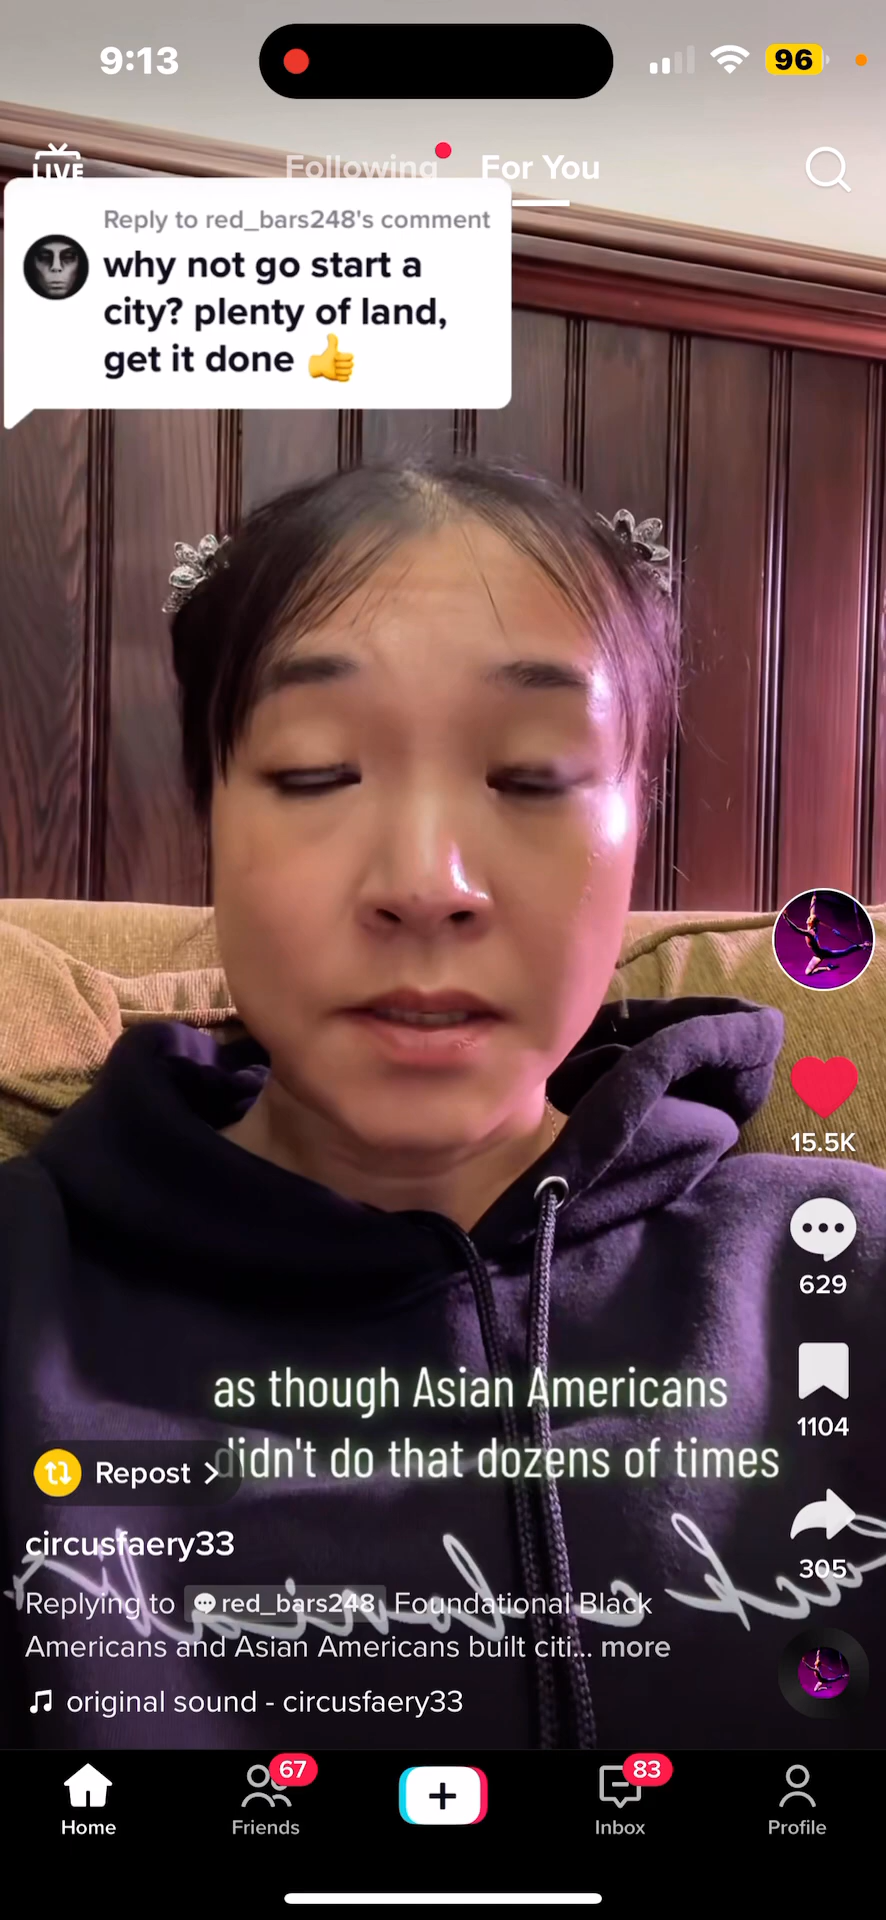 9:13
96
LIVE
Following
For You
Reply to red_bars248's comment
why not go start a
city? plenty of land,
get it done 👍
15.5K
629
1104
305
as though Asian Americans
didn't do that dozens of times
Repost >
circusfaery33
Replying to 💬red_bars248 Foundational Black
Americans and Asian Americans built citi... more
original sound - circusfaery33
67
83
Home
Friends
Inbox
Profile